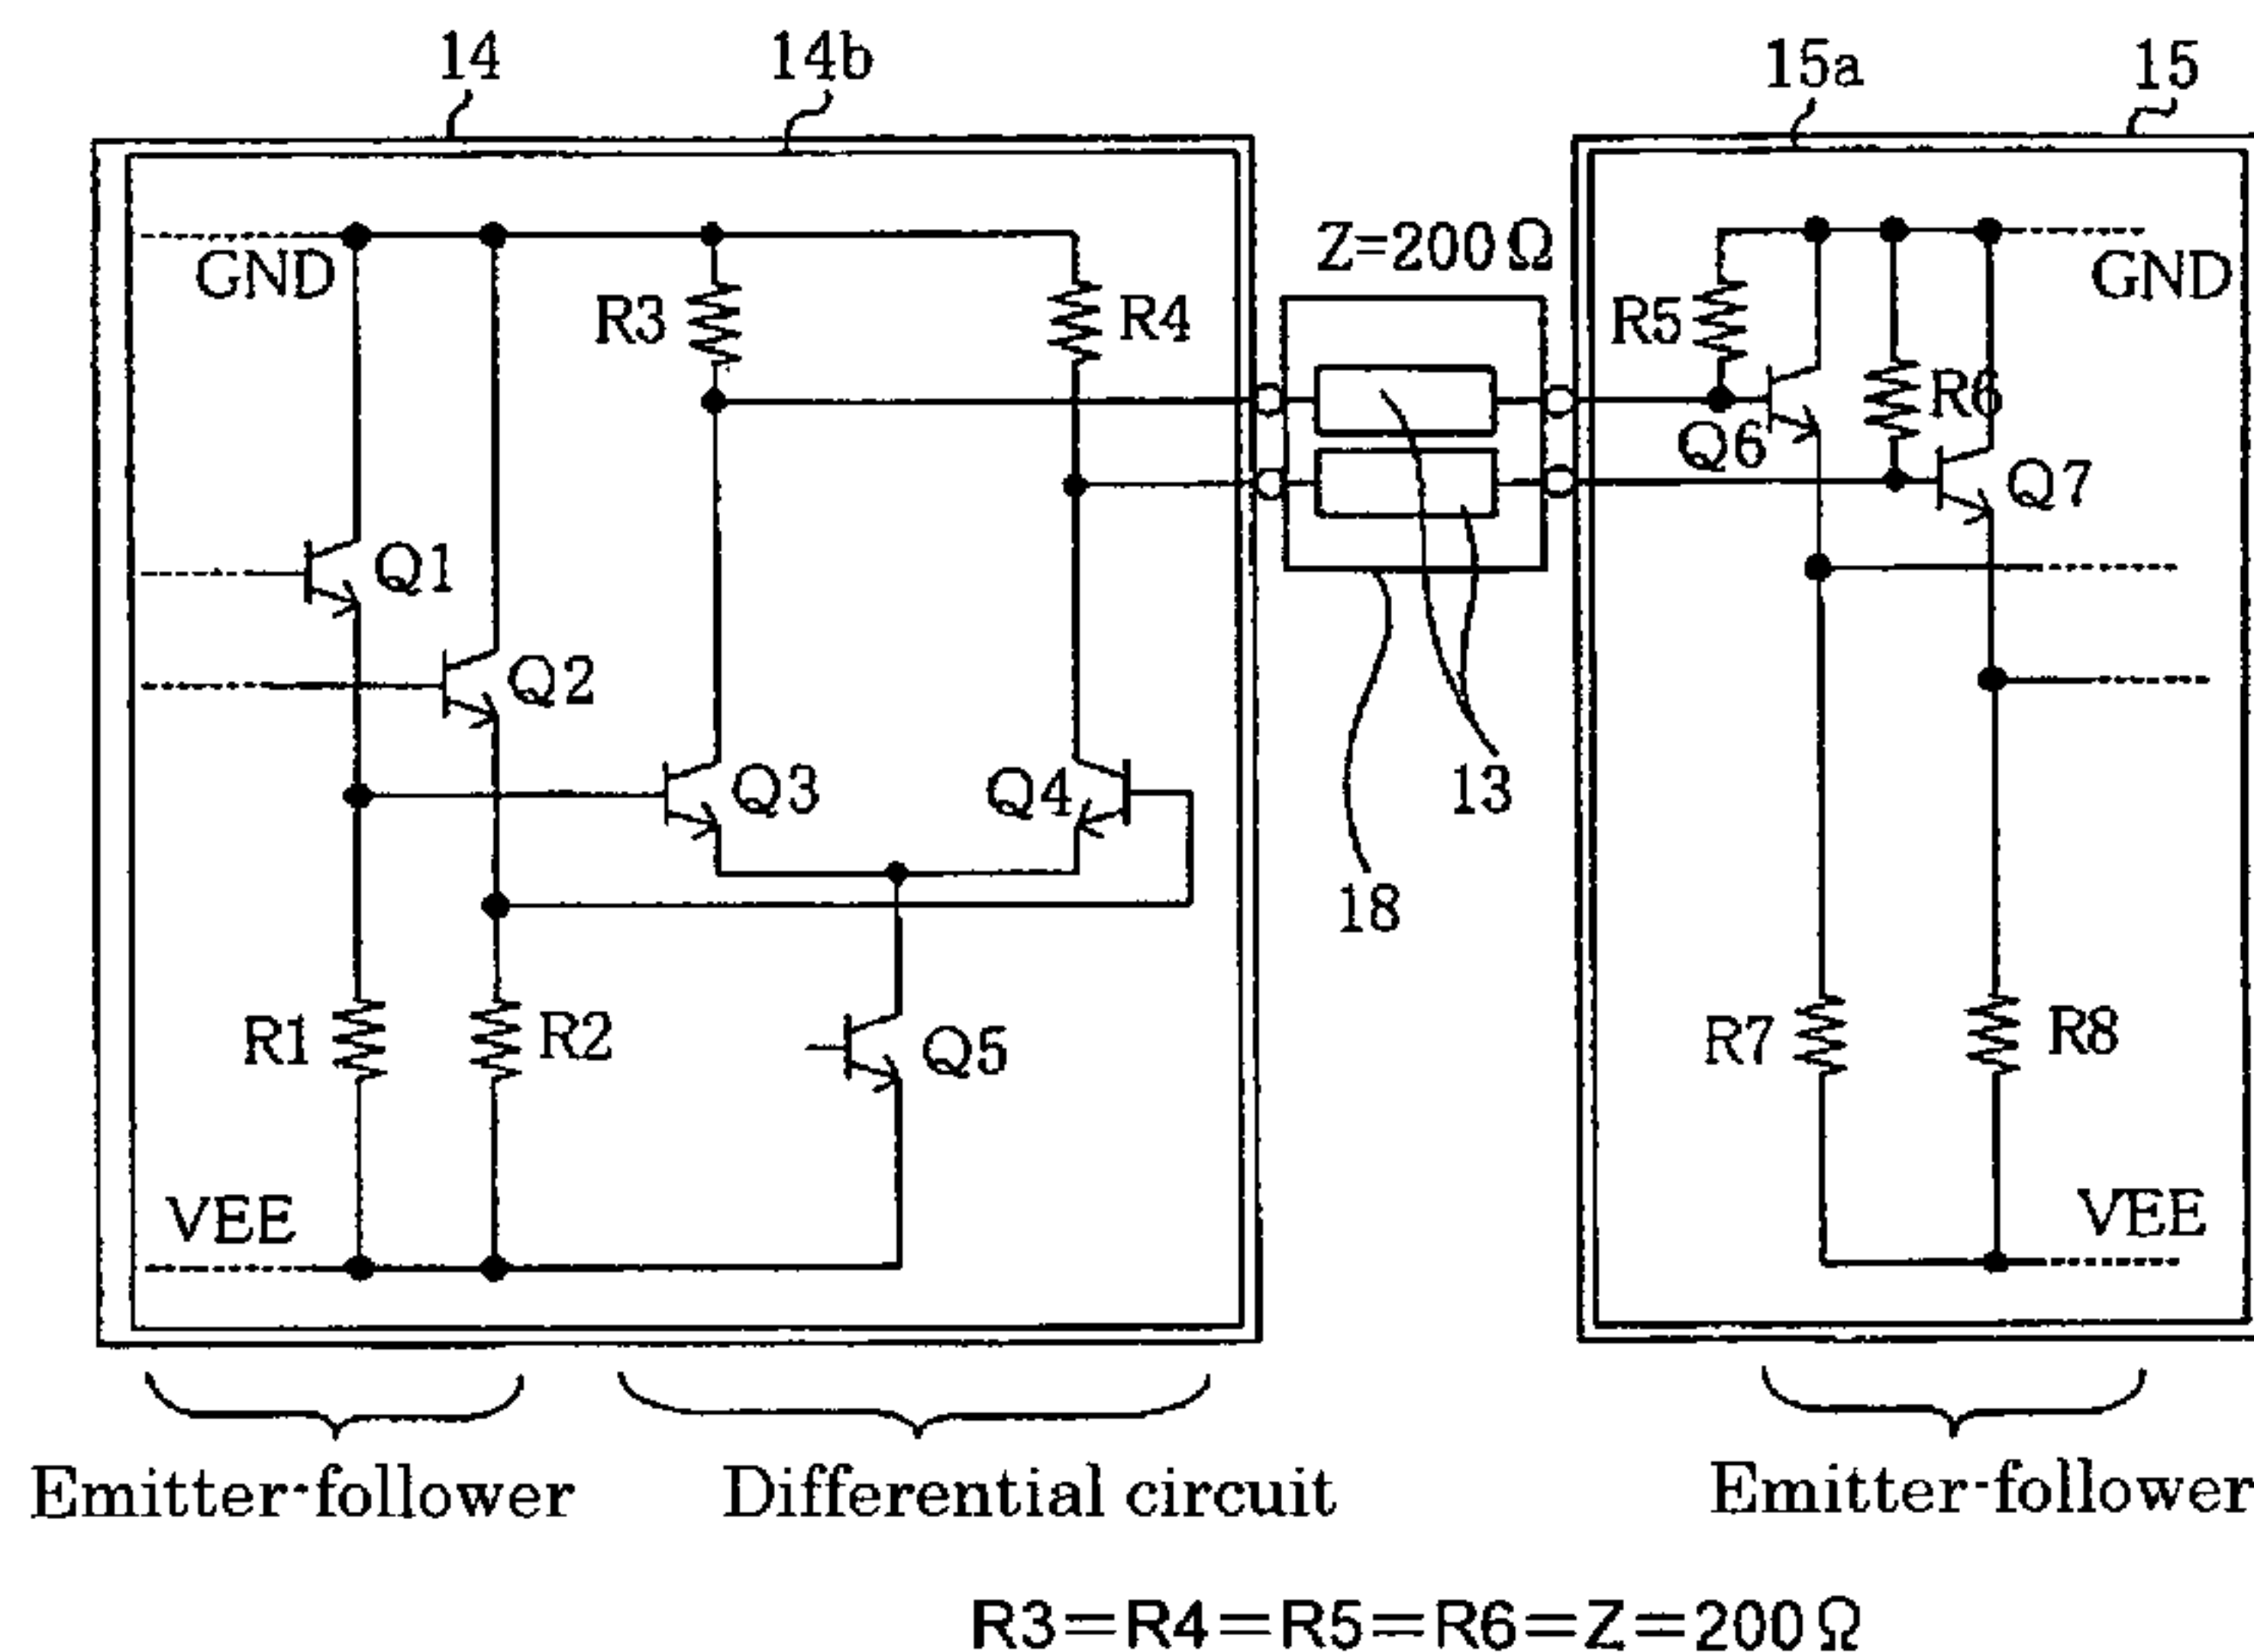 14
14b
15a
15
GND
R3
R4
Z=200Ω
R5
R6
GND
Q6
Q7
Q1
Q2
Q3
Q4
13
18
R1
R2
Q5
R7
R8
VEE
VEE
Emitter-follower
Differential circuit
Emitter-follower
R3=R4=R5=R6=Z=200Ω